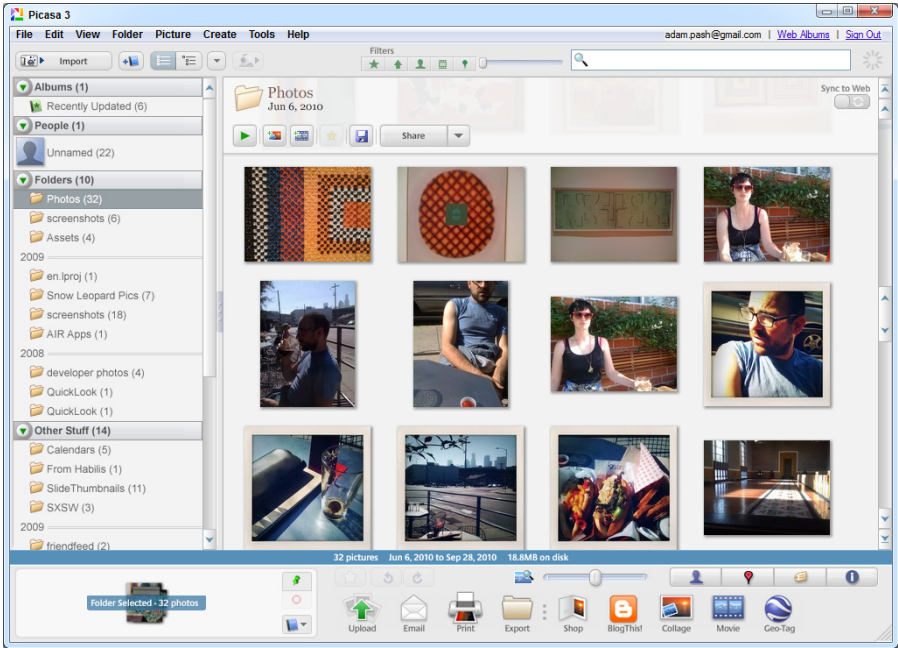 Picasa 3
File Edit View Folder Picture Create Tools Help
adam.pash@gmail.com | Web Albums | Sign Out
Import
Filters
Albums (1)
Recently Updated (6)
People (1)
Unnamed (22)
Folders (10)
Photos (32)
screenshots (6)
Assets (4)
2009
en.lproj (1)
Snow Leopard Pics (7)
screenshots (18)
AIR Apps (1)
2008
developer photos (4)
QuickLook (1)
QuickLook (1)
Other Stuff (14)
Calendars (5)
From Habilis (1)
SlideThumbnails (11)
SXSW (3)
2009
friendfeed (2)
Photos
Jun 6, 2010
Sync to Web
Share
32 pictures Jun 6, 2010 to Sep 28, 2010 18.8MB on disk
Folder Selected - 32 photos
Upload
Email
Print
Export
Shop
BlogThis!
Collage
Movie
Geo-Tag